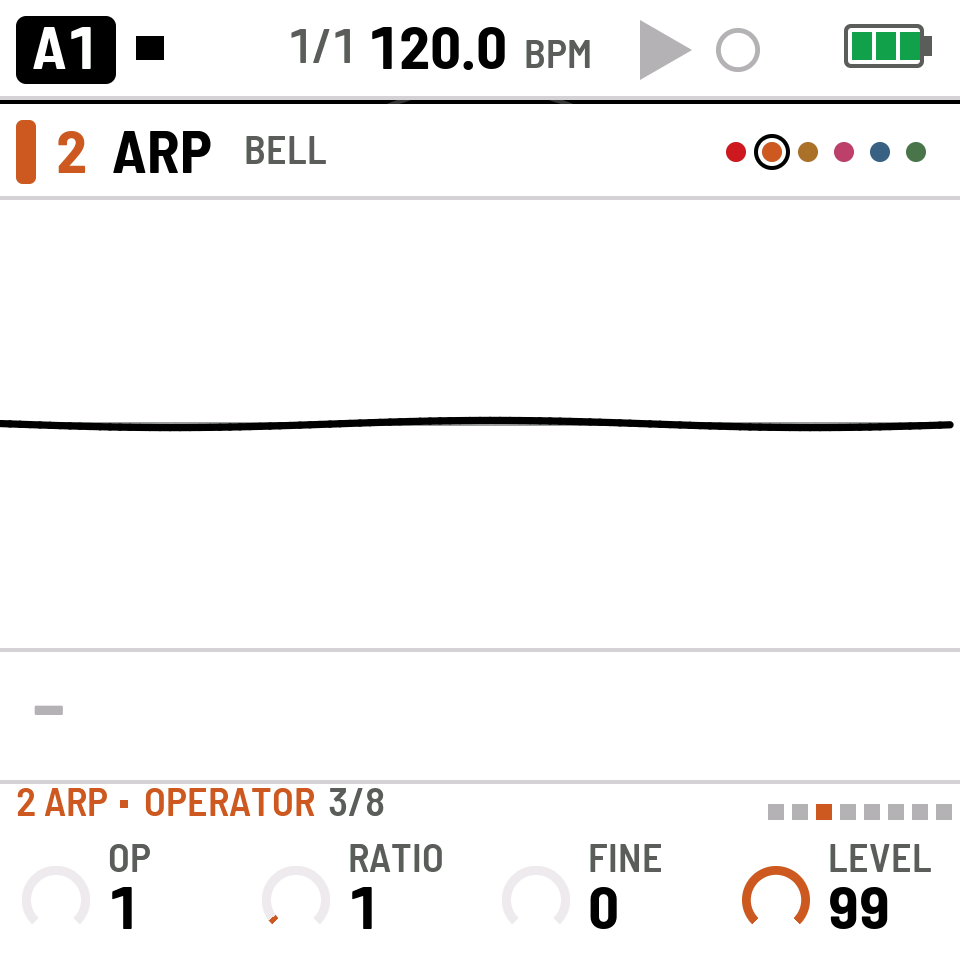 A1 1/1 120.0 BPM
2 ARP BELL
–
2 ARP · OPERATOR 3/8
OP RATIO FINE LEVEL
1 1 0 99